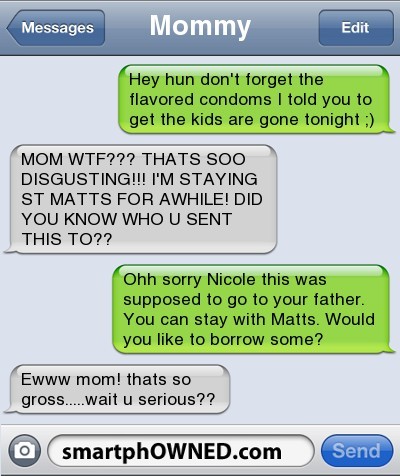 Messages
Mommy
Edit
Hey hun don't forget the
flavored condoms I told you to
get the kids are gone tonight ;)
MOM WTF??? THATS SOO
DISGUSTING!!! I'M STAYING
ST MATTS FOR AWHILE! DID
YOU KNOW WHO U SENT
THIS TO??
Ohh sorry Nicole this was
supposed to go to your father.
You can stay with Matts. Would
you like to borrow some?
Ewww mom! thats so
gross.....wait u serious??
smartphOWNED.com
Send